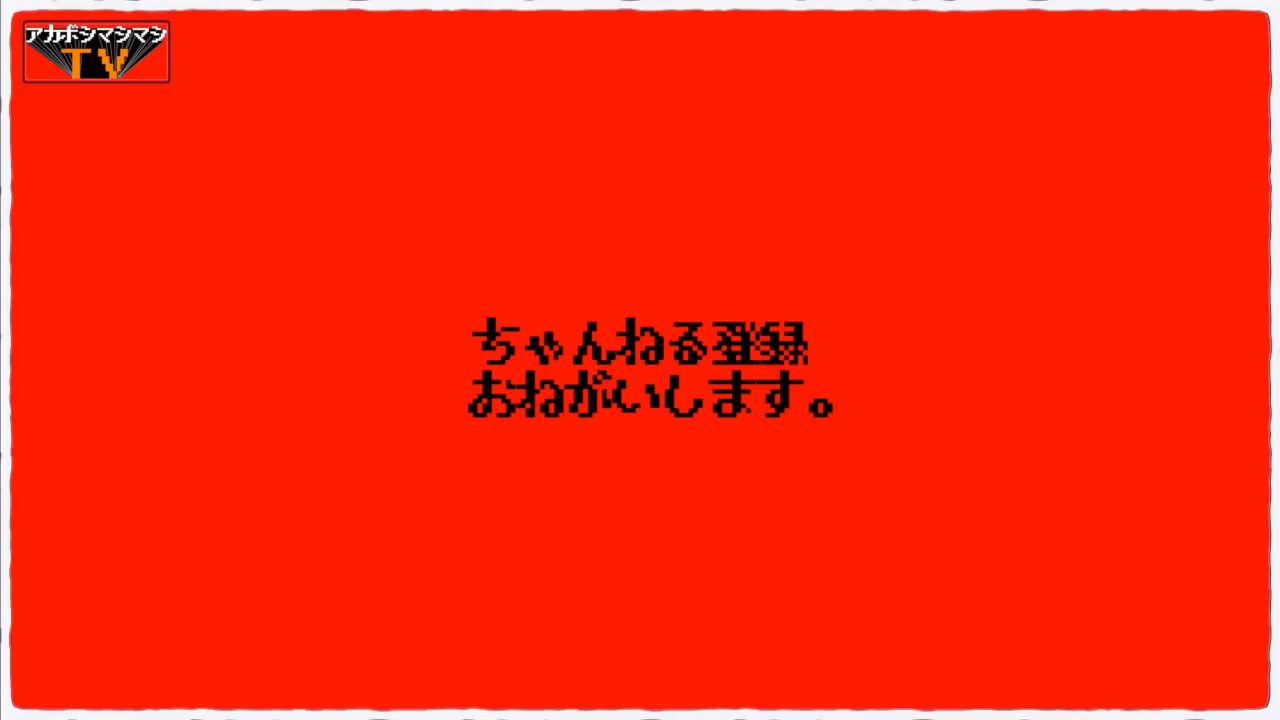 アカボシマシマシ
TV
ちゃんねる登録
おねがいします。